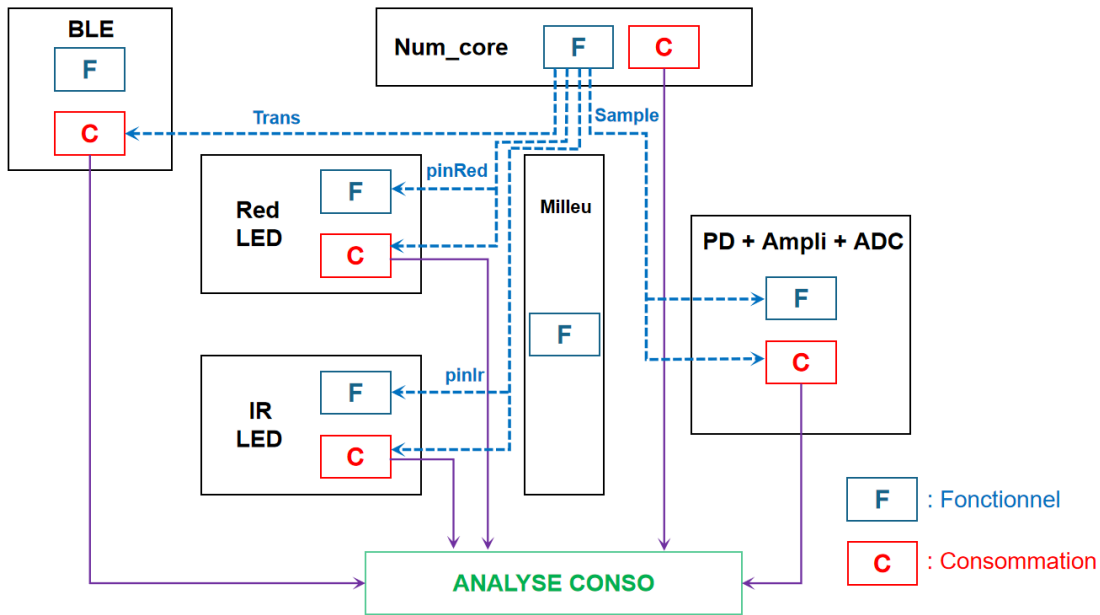 BLE
F
C
Num_core
F
C
Trans
Sample
pinRed
Red
LED
F
C
Milleu
F
PD + Ampli + ADC
F
C
pinIr
IR
LED
F
C
F : Fonctionnel
C : Consommation
ANALYSE CONSO